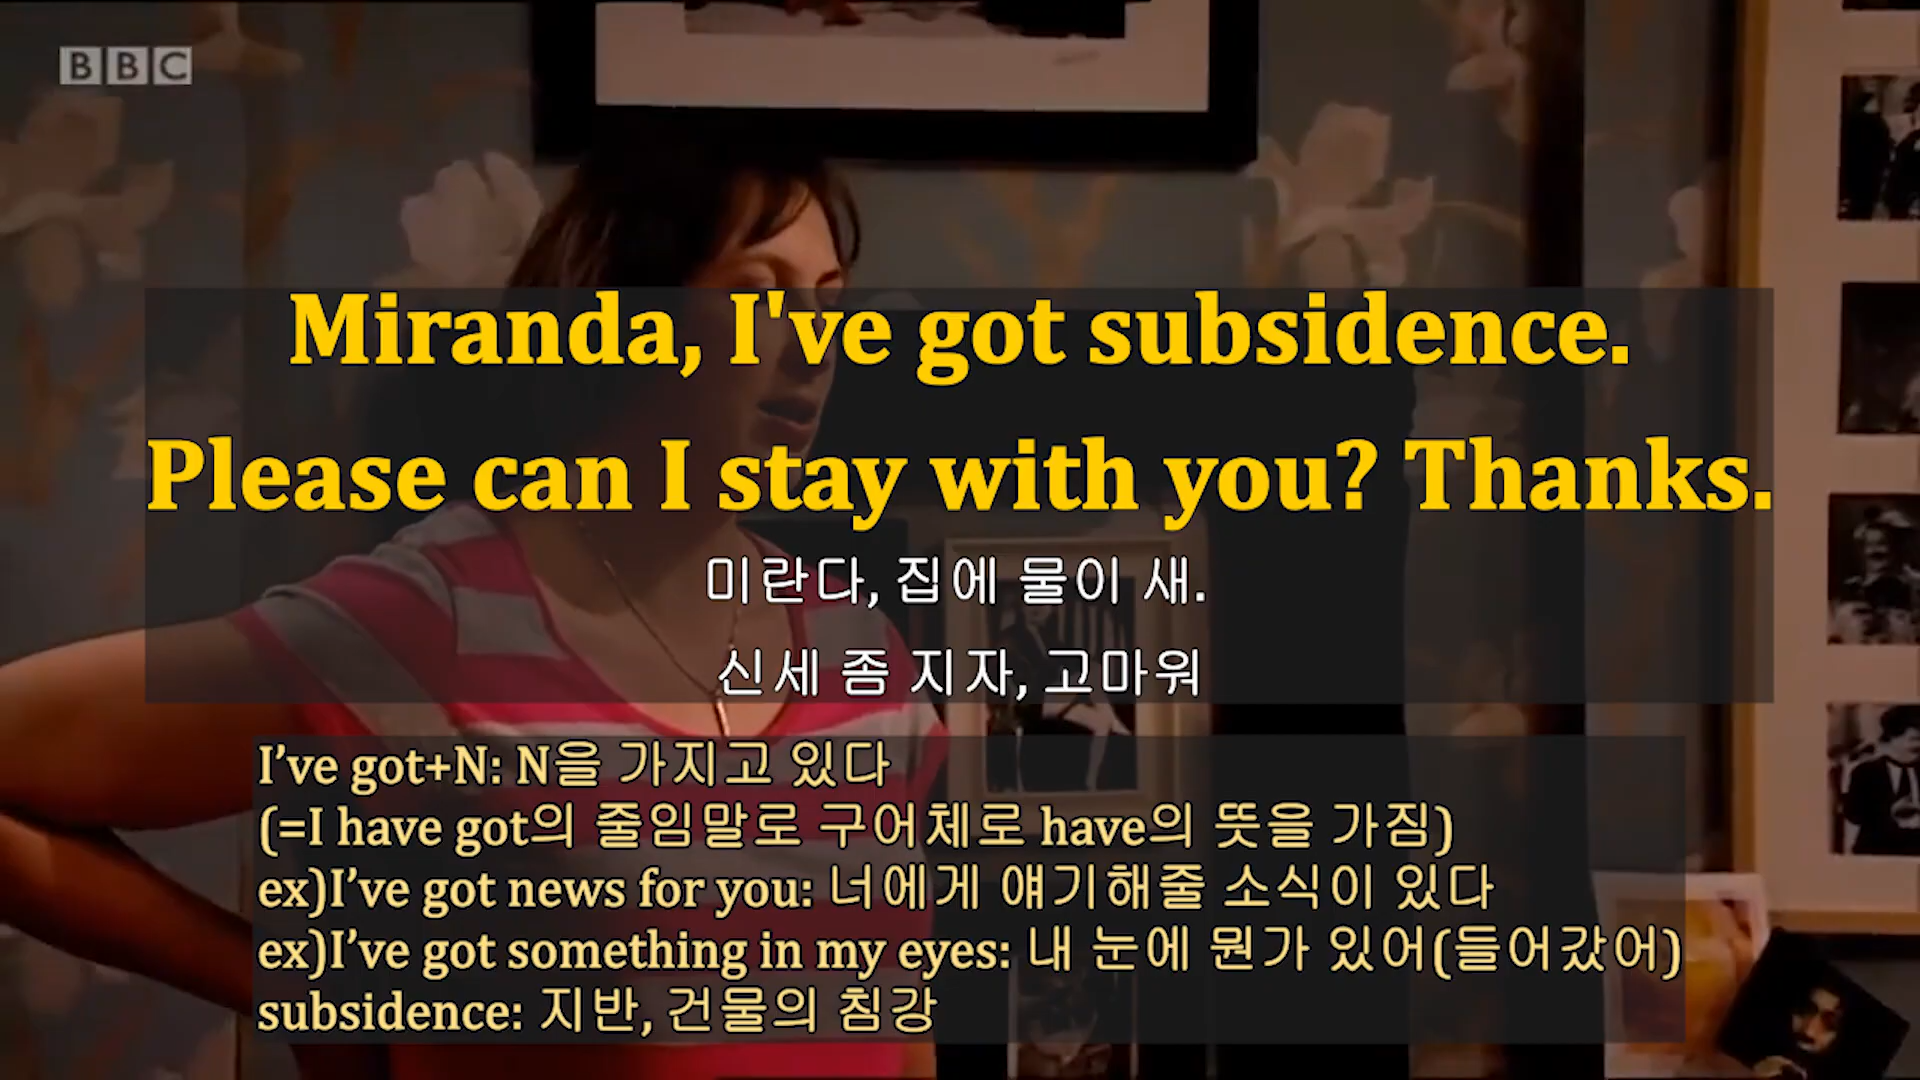 BBC
Miranda, I've got subsidence.
Please can I stay with you? Thanks.
미란다, 집에 물이 새.
신세 좀 지자, 고마워
I’ve got+N: N을 가지고 있다
(=I have got의 줄임말로 구어체로 have의 뜻을 가짐)
ex)I’ve got news for you: 너에게 얘기해줄 소식이 있다
ex)I’ve got something in my eyes: 내 눈에 뭔가 있어(들어갔어)
subsidence: 지반, 건물의 침강